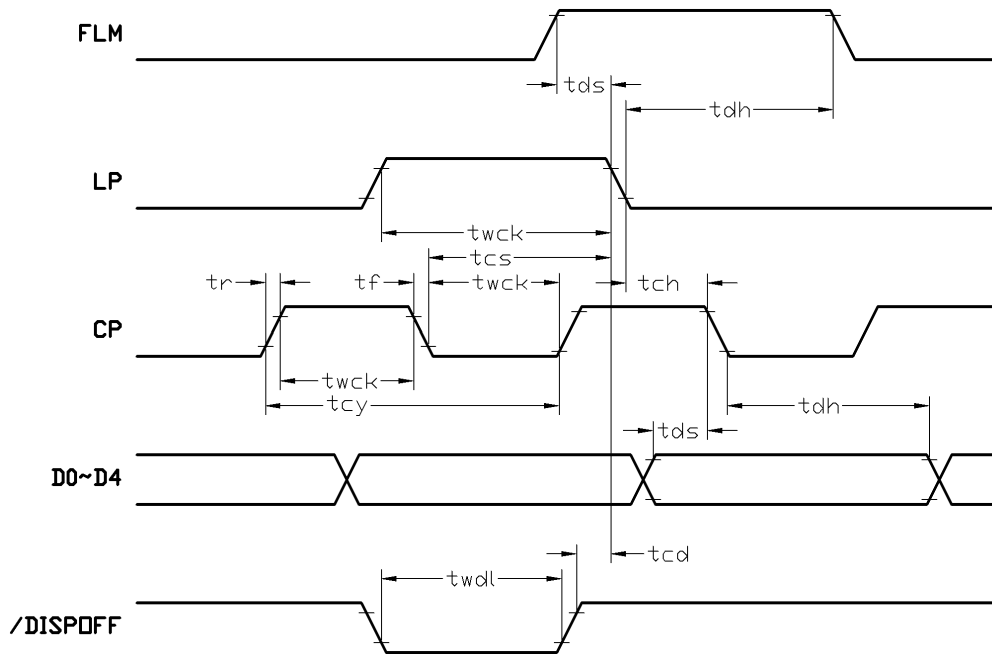 FLM
tds
tdh
LP
twck
tcs
tr
tf
twck
tch
CP
twck
tcy
tdh
tds
D0~D4
tcd
twdl
/DISPOFF